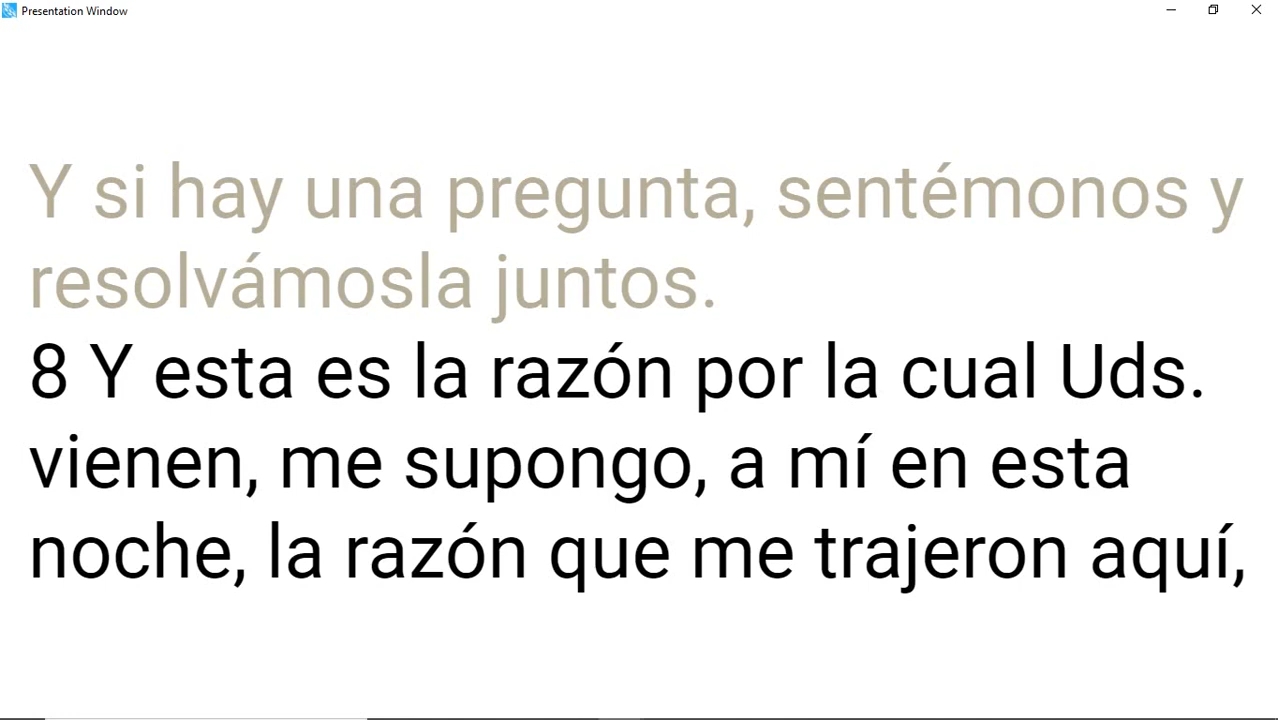 Presentation Window
Y si hay una pregunta, sentémonos y
resolvámosla juntos.
8 Y esta es la razón por la cual Uds.
vienen, me supongo, a mí en esta
noche, la razón que me trajeron aquí,